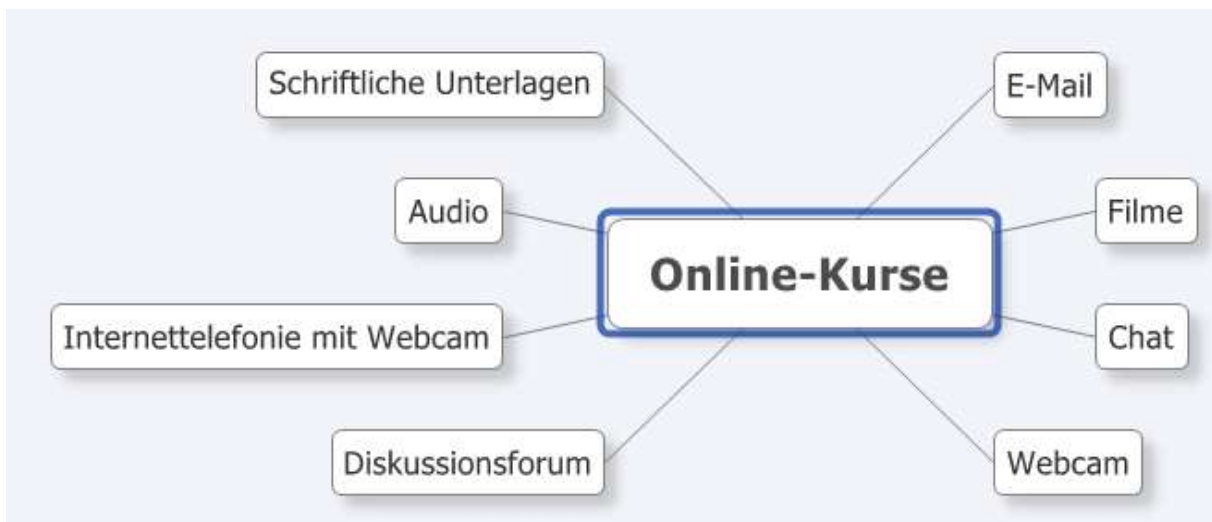 Schriftliche Unterlagen
E-Mail
Audio
Filme
Online-Kurse
Internettelefonie mit Webcam
Chat
Diskussionsforum
Webcam